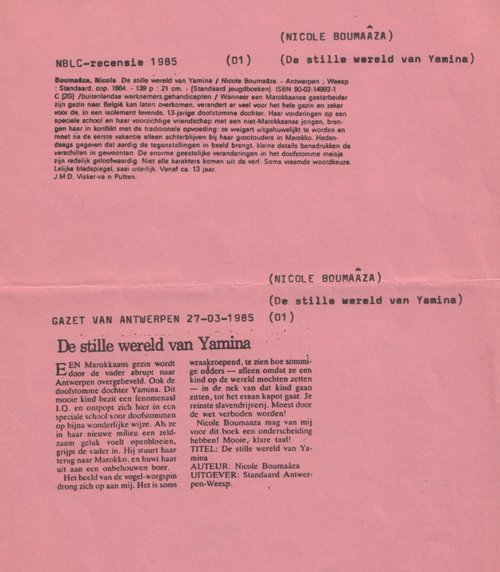 (NICOLE BOUMAÂZA)
NBLC-recensie 1985 (01) (De stille wereld van Yamina)
Boumaâza, Nicole De stille wereld van Yamina / Nicole Boumaâza. - Antwerpen ; Weesp
: Standaard, cop. 1984. - 139 p ; 21 cm. - (Standaard jeugdboeken) ISBN 90-02-14992-1
C [2G] /buitenlandse werknemers,gehandicapten / Wanneer een Marokkaanse gastarbeider
zijn gezin naar België kan laten overkomen, verandert er veel voor het hele gezin en zeker
voor de, in een isolement levende, 13-jarige doofstomme dochter. Haar vorderingen op een
speciale school en haar voorzichtige vriendschap met een niet-Marokkaanse jongen, bren-
gen haar in konflikt met de traditionele opvoeding: ze weigert uitgehuwelijkt te worden en
moet na de eerste vakantie alleen achterblijven bij haar grootouders in Marokko. Heden-
daags gegeven dat aardig de tegenstellingen in beeld brengt, kleine details benadrukken de
verschillen in gewoonten. De enorme geestelijke veranderingen in het doofstomme meisje
zijn redelijk geloofwaardig. Niet alle karakters komen uit de verf. Soms vreemde woordkeuze.
Lelijke bladspiegel, saai uiterlijk. Vanaf ca. 13 jaar.
J.M.D. Visker-va n Putten.
(NICOLE BOUMAÂZA)
(De stille wereld van Yamina)
GAZET VAN ANTWERPEN 27-03-1985 (01)
De stille wereld van Yamina
EEN Marokkaans gezin wordt
door de vader abrupt naar
Antwerpen overgeheveld. Ook de
doofstomme dochter Yamina. Dit
mooie kind bezit een fenomenaal
I.Q. en ontpopt zich hier in een
speciale school voor doofstommen
op bijna wonderlijke wijze. Als ze
in haar nieuwe milieu een zeld-
zaam geluk voelt openbloeien,
grijpt de vader in. Hij stuurt haar
terug naar Marokko, en huwt haar
uit aan een onbehouwen boer.
Het beeld van de vogel-worgspin
drong zich op aan mij. Het is soms
wraakroepend, te zien hoe sommi-
ge ouders — alleen omdat ze een
kind op de wereld mochten zetten
— in de nek van dat kind gaan
zitten, tot het eraan kapot gaat. Je
reinste slavendrijverij. Moest door
de wet verboden worden!
Nicole Boumaâza mag van mij
voor dit boek een onderscheiding
hebben! Mooie, klare taal!
TITEL: De stille wereld van Ya-
mina
AUTEUR: Nicole Boumaâza
UITGEVER: Standaard Antwer-
pen-Weesp.